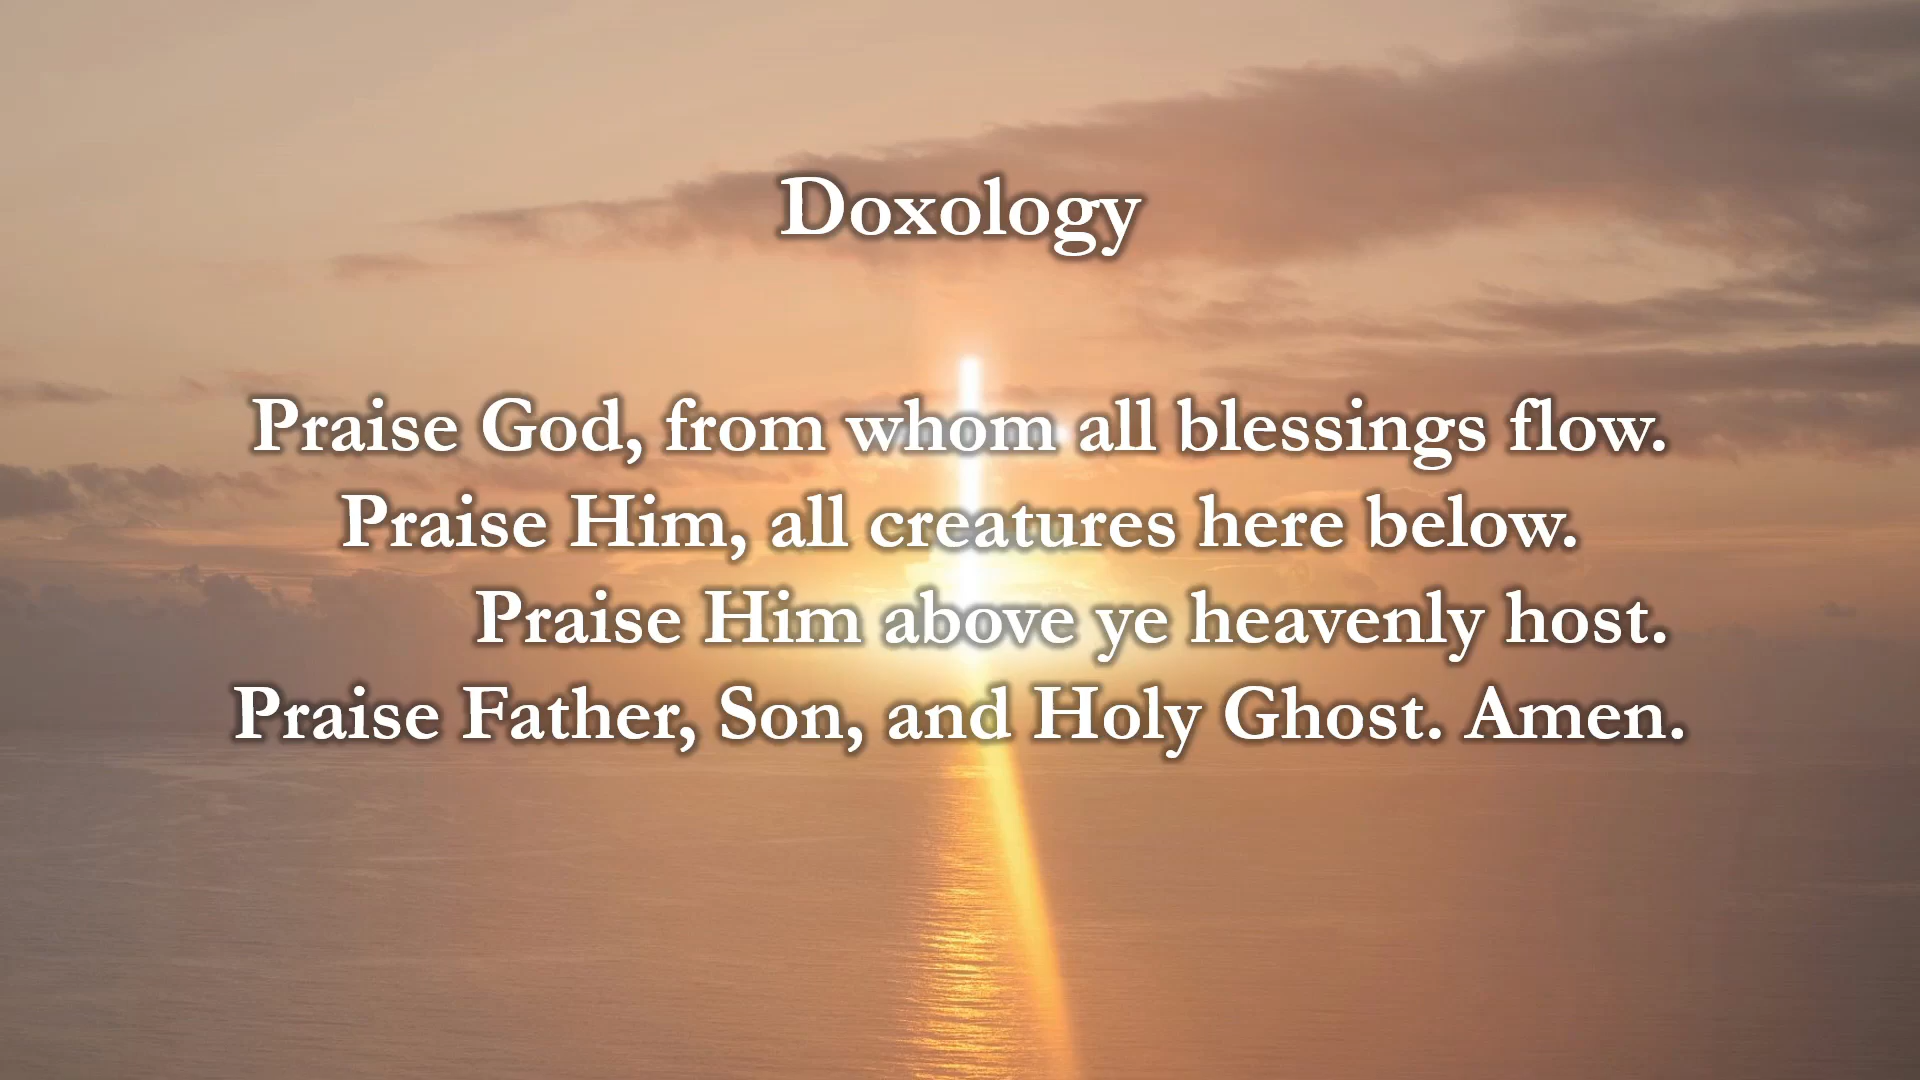 Doxology
Praise God, from whom all blessings flow.
Praise Him, all creatures here below.
Praise Him above ye heavenly host.
Praise Father, Son, and Holy Ghost. Amen.